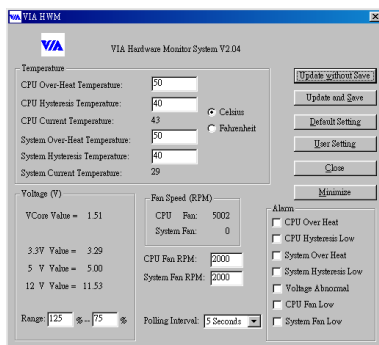 VIA HWM
VIA
VIA Hardware Monitor System V2.04
Temperature
CPU Over-Heat Temperature: 50
CPU Hysteresis Temperature: 40
CPU Current Temperature: 43
System Over-Heat Temperature: 50
System Hysteresis Temperature: 40
System Current Temperature: 29
Celsius
Fahrenheit
Update without Save
Update and Save
Default Setting
User Setting
Close
Minimize
Voltage (V)
VCore Value = 1.51
3.3V Value = 3.29
5 V Value = 5.00
12 V Value = 11.53
Range: 125 % -- 75 %
Fan Speed (RPM)
CPU Fan: 5002
System Fan: 0
CPU Fan RPM: 2000
System Fan RPM: 2000
Polling Interval: 5 Seconds
Alarm
CPU Over Heat
CPU Hysteresis Low
System Over Heat
System Hysteresis Low
Voltage Abnormal
CPU Fan Low
System Fan Low